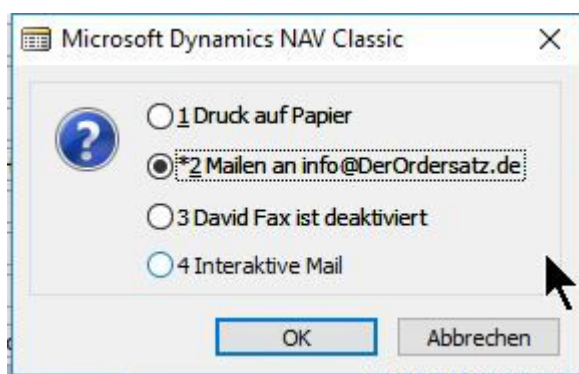 Microsoft Dynamics NAV Classic
1 Druck auf Papier
*2 Mailen an info@DerOrdersatz.de
3 David Fax ist deaktiviert
4 Interaktive Mail
OK Abbrechen